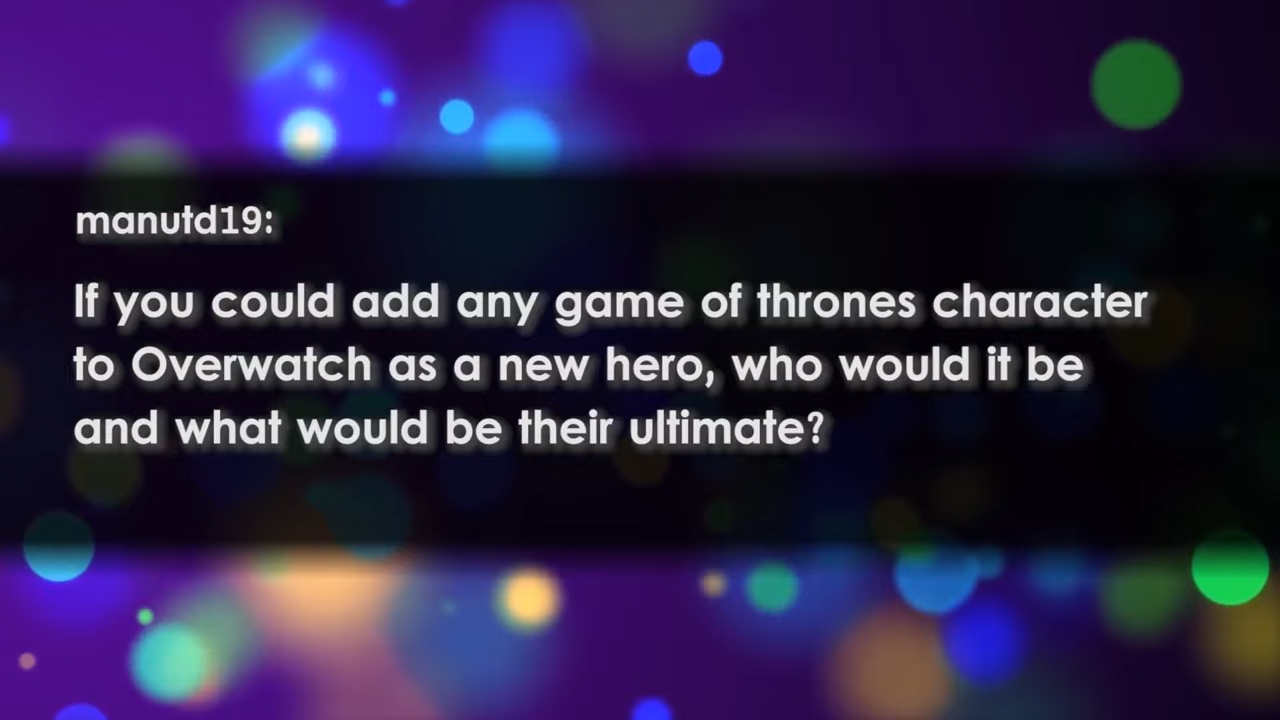 manutd19:
If you could add any game of thrones character
to Overwatch as a new hero, who would it be
and what would be their ultimate?